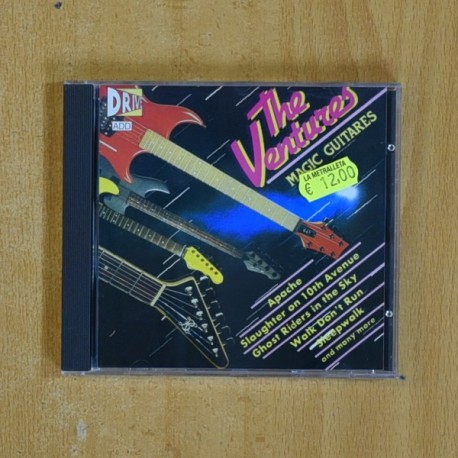 DRIVE
ADD
The
Ventures
MAGIC GUITARES
LA METRALLETA
€ 12,00
Apache
Slaughter on 10th Avenue
Ghost Riders in the Sky
Walk Don't Run
Sleepwalk
and many more